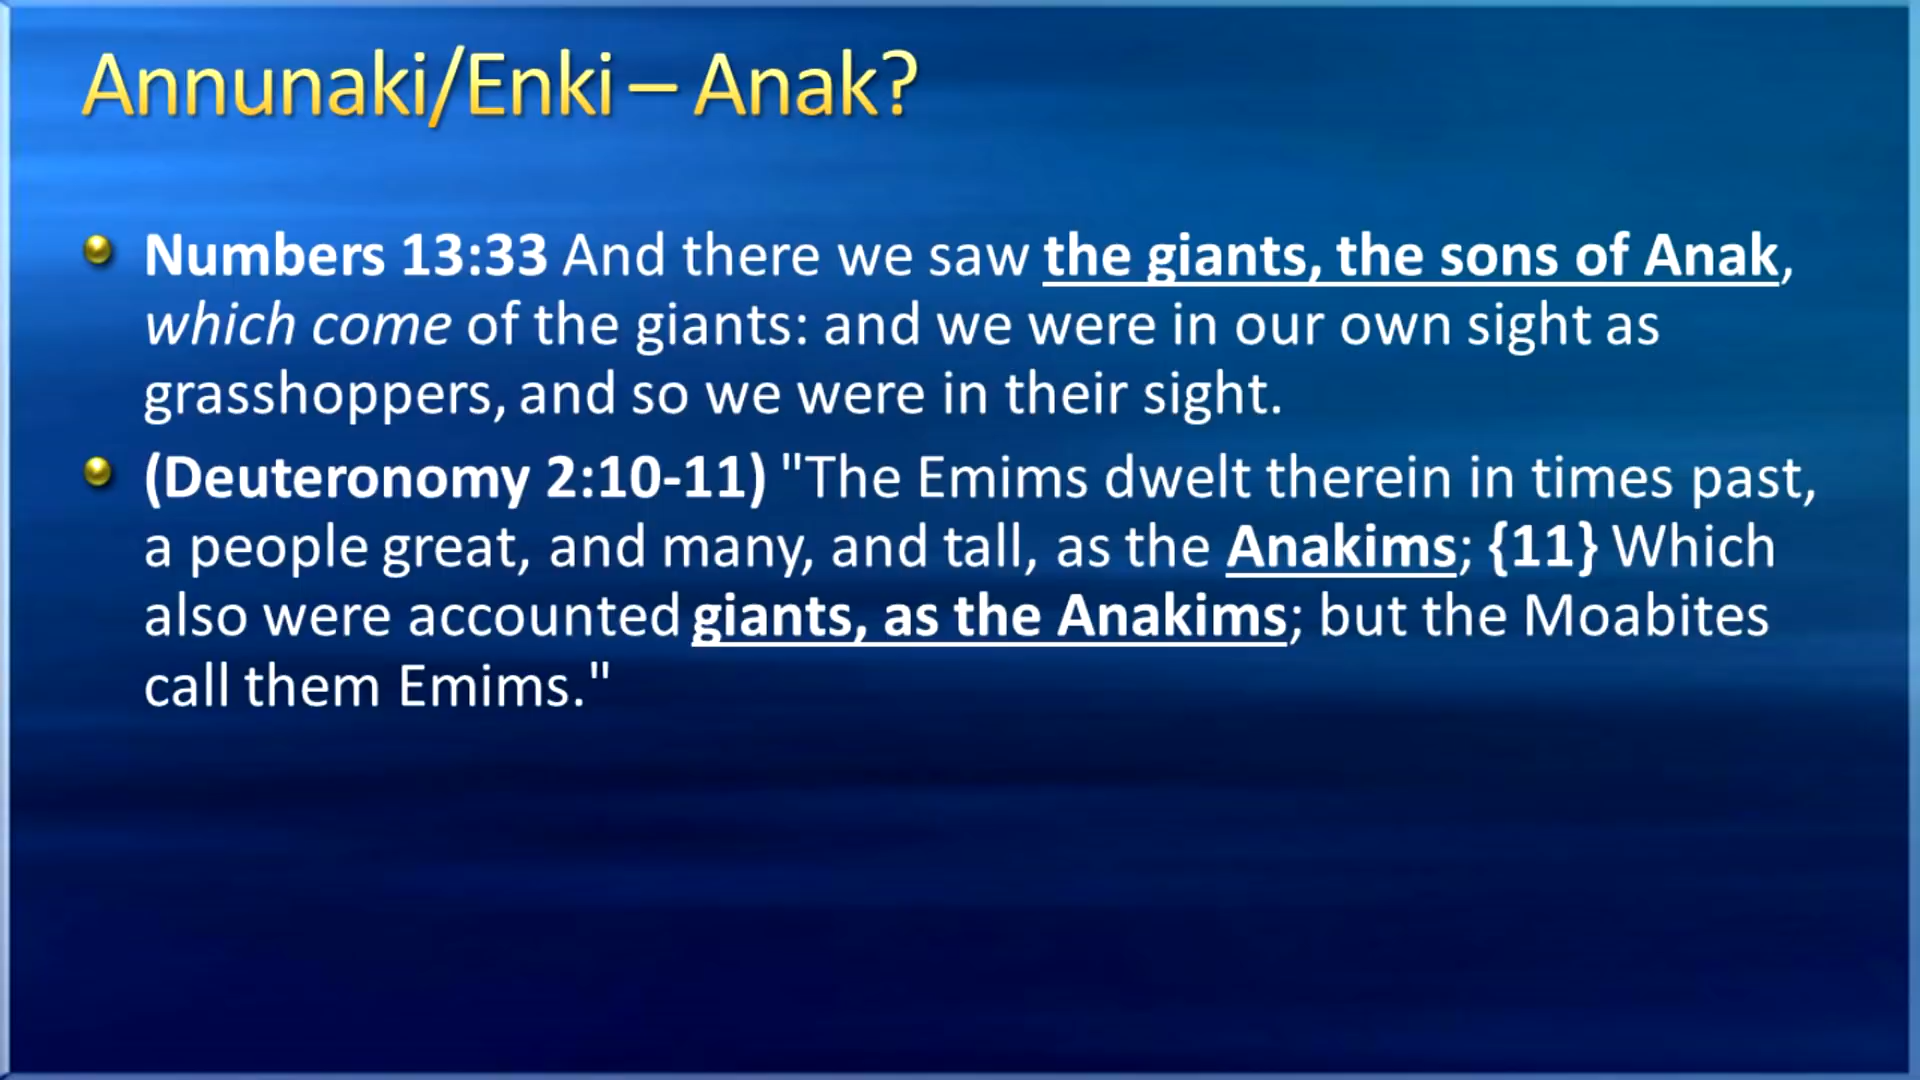 Annunaki/Enki – Anak?
Numbers 13:33 And there we saw the giants, the sons of Anak,
which come of the giants: and we were in our own sight as
grasshoppers, and so we were in their sight.
(Deuteronomy 2:10-11) "The Emims dwelt therein in times past,
a people great, and many, and tall, as the Anakims; {11} Which
also were accounted giants, as the Anakims; but the Moabites
call them Emims."